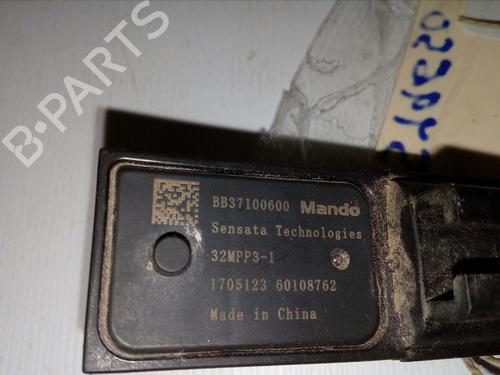 B-PARTS
BB37100600 Mando
Sensata Technologies
32MPP3-1
1705123 60108762
Made in China